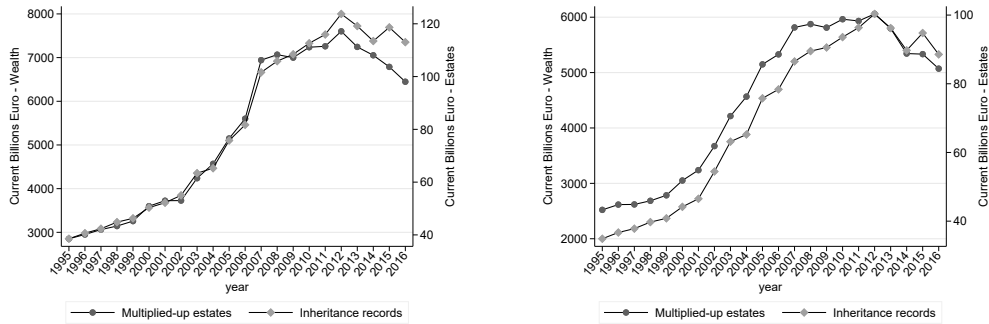 8000
7000
6000
5000
4000
3000
Current Billions Euro - Wealth
120
100
80
60
40
Current Billions Euro - Estates
1995 1996 1997 1998 1999 2000 2001 2002 2003 2004 2005 2006 2007 2008 2009 2010 2011 2012 2013 2014 2015 2016
year
Multiplied-up estates Inheritance records
6000
5000
4000
3000
2000
Current Billions Euro - Wealth
100
80
60
40
Current Billions Euro - Estates
1995 1996 1997 1998 1999 2000 2001 2002 2003 2004 2005 2006 2007 2008 2009 2010 2011 2012 2013 2014 2015 2016
year
Multiplied-up estates Inheritance records